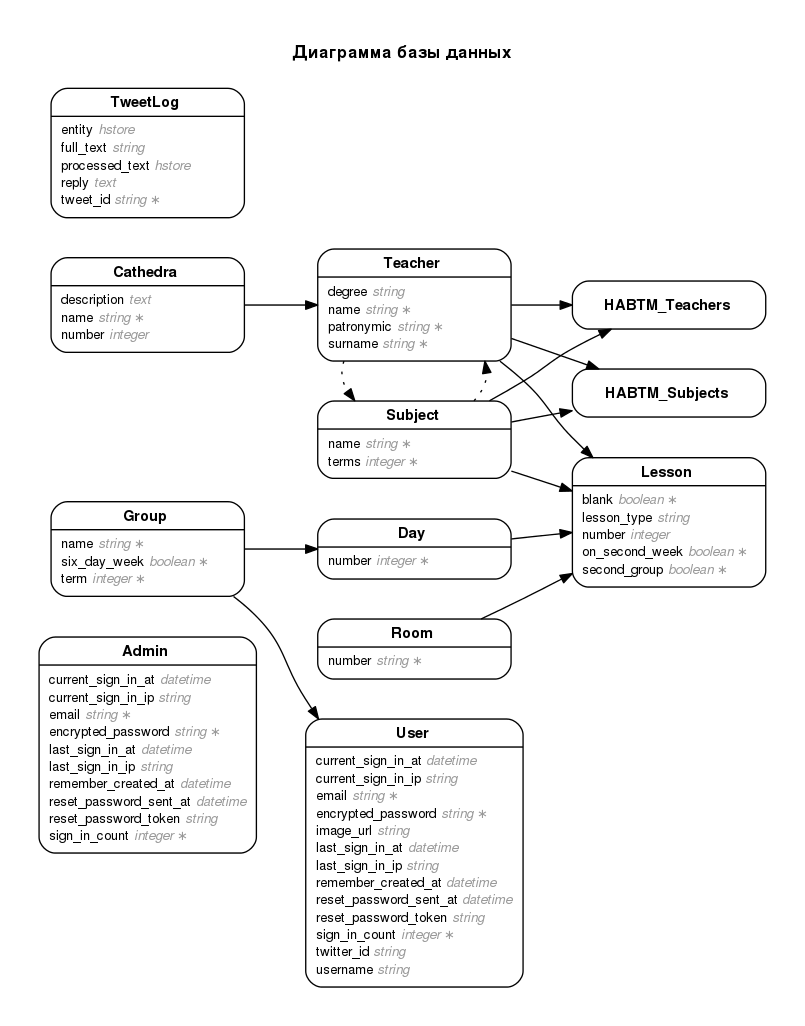 Диаграмма базы данных
TweetLog
entity hstore
full_text string
processed_text hstore
reply text
tweet_id string ∗
Cathedra
description text
name string ∗
number integer
Teacher
degree string
name string ∗
patronymic string ∗
surname string ∗
HABTM_Teachers
HABTM_Subjects
Subject
name string ∗
terms integer ∗
Lesson
blank boolean ∗
lesson_type string
number integer
on_second_week boolean ∗
second_group boolean ∗
Group
name string ∗
six_day_week boolean ∗
term integer ∗
Day
number integer ∗
Room
number string ∗
Admin
current_sign_in_at datetime
current_sign_in_ip string
email string ∗
encrypted_password string ∗
last_sign_in_at datetime
last_sign_in_ip string
remember_created_at datetime
reset_password_sent_at datetime
reset_password_token string
sign_in_count integer ∗
User
current_sign_in_at datetime
current_sign_in_ip string
email string ∗
encrypted_password string ∗
image_url string
last_sign_in_at datetime
last_sign_in_ip string
remember_created_at datetime
reset_password_sent_at datetime
reset_password_token string
sign_in_count integer ∗
twitter_id string
username string